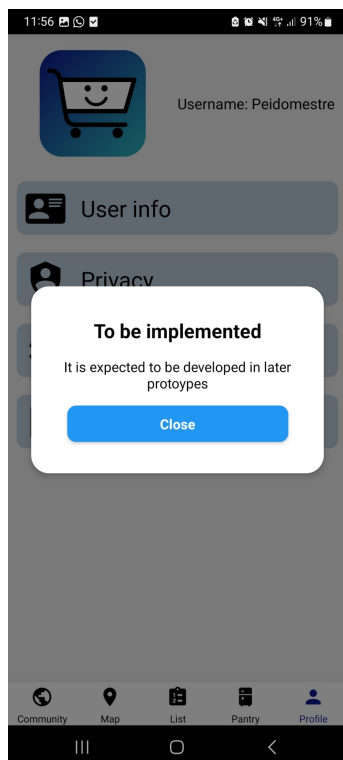 11:56
4G+
91%
Username: Peidomestre
User info
Privacy
To be implemented
It is expected to be developed in later
protoypes
Close
Community
Map
List
Pantry
Profile